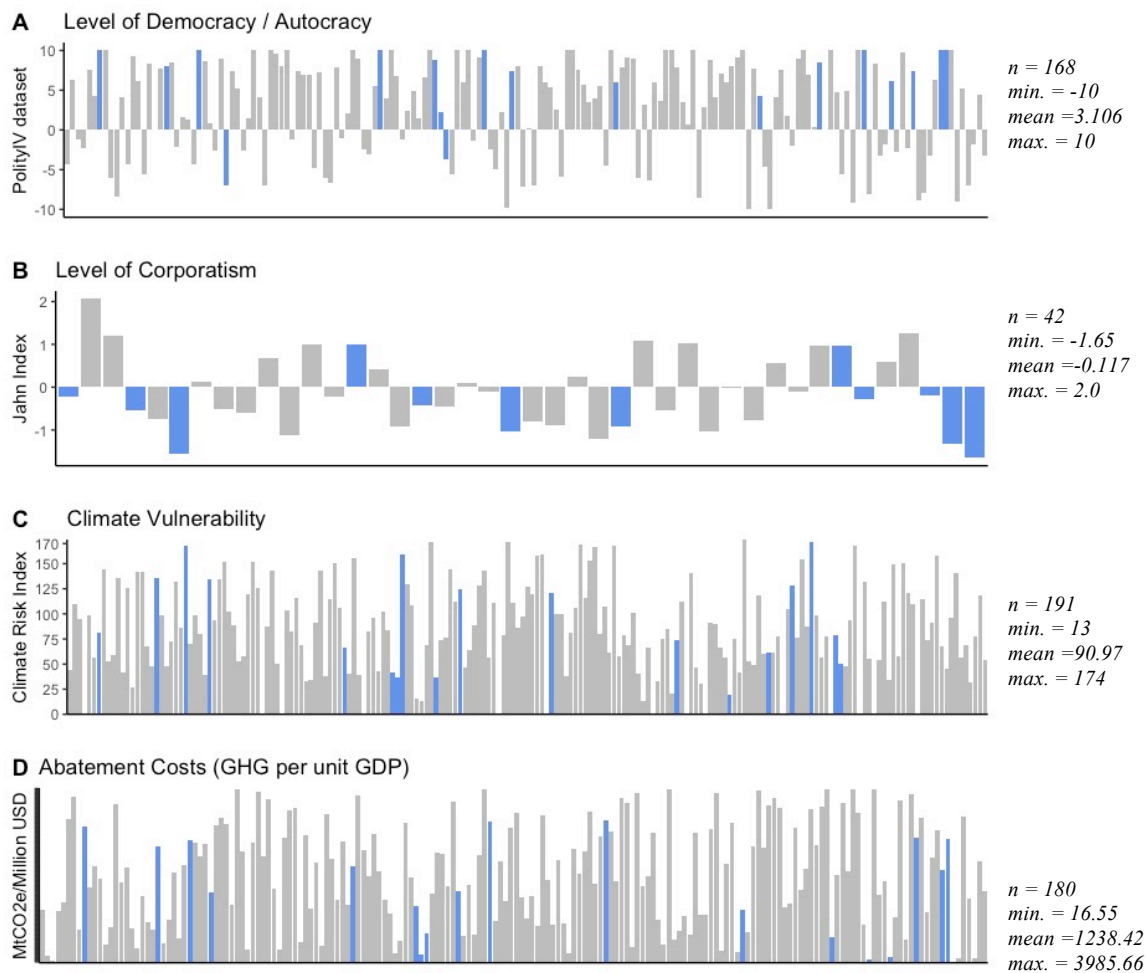 A Level of Democracy / Autocracy
PolityIV dataset
10
5
0
-5
-10
n = 168
min. = -10
mean =3.106
max. = 10
B Level of Corporatism
Jahn Index
2
1
0
-1
n = 42
min. = -1.65
mean =-0.117
max. = 2.0
C Climate Vulnerability
Climate Risk Index
170
150
125
100
75
50
25
0
n = 191
min. = 13
mean =90.97
max. = 174
D Abatement Costs (GHG per unit GDP)
MtCO2e/Million USD
n = 180
min. = 16.55
mean =1238.42
max. = 3985.66